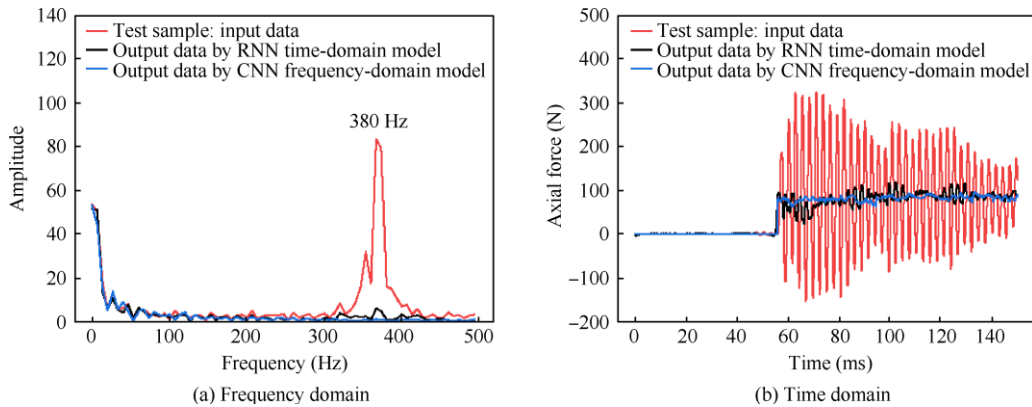 140
120
100
80
60
40
20
0
Amplitude
Test sample: input data
Output data by RNN time-domain model
Output data by CNN frequency-domain model
380 Hz
0
100
200
300
400
500
Frequency (Hz)
(a) Frequency domain
500
400
300
200
100
0
−100
−200
Axial force (N)
Test sample: input data
Output data by RNN time-domain model
Output data by CNN frequency-domain model
0
20
40
60
80
100
120
140
Time (ms)
(b) Time domain